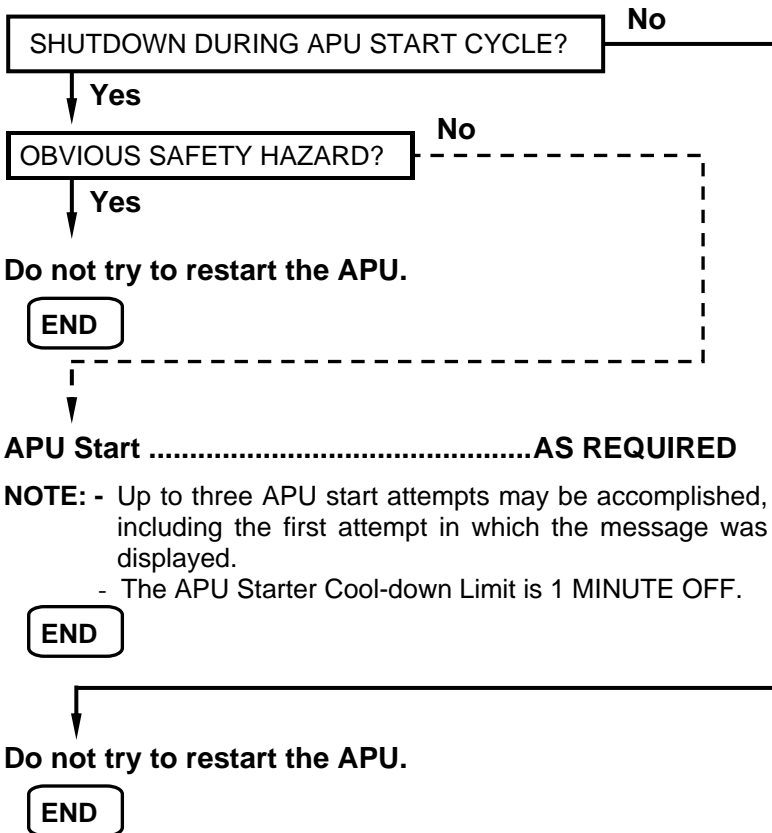 No
SHUTDOWN DURING APU START CYCLE?
Yes
No
OBVIOUS SAFETY HAZARD?
Yes
Do not try to restart the APU.
END
APU Start ...............................................AS REQUIRED
NOTE: - Up to three APU start attempts may be accomplished,
including the first attempt in which the message was
displayed.
- The APU Starter Cool-down Limit is 1 MINUTE OFF.
END
Do not try to restart the APU.
END